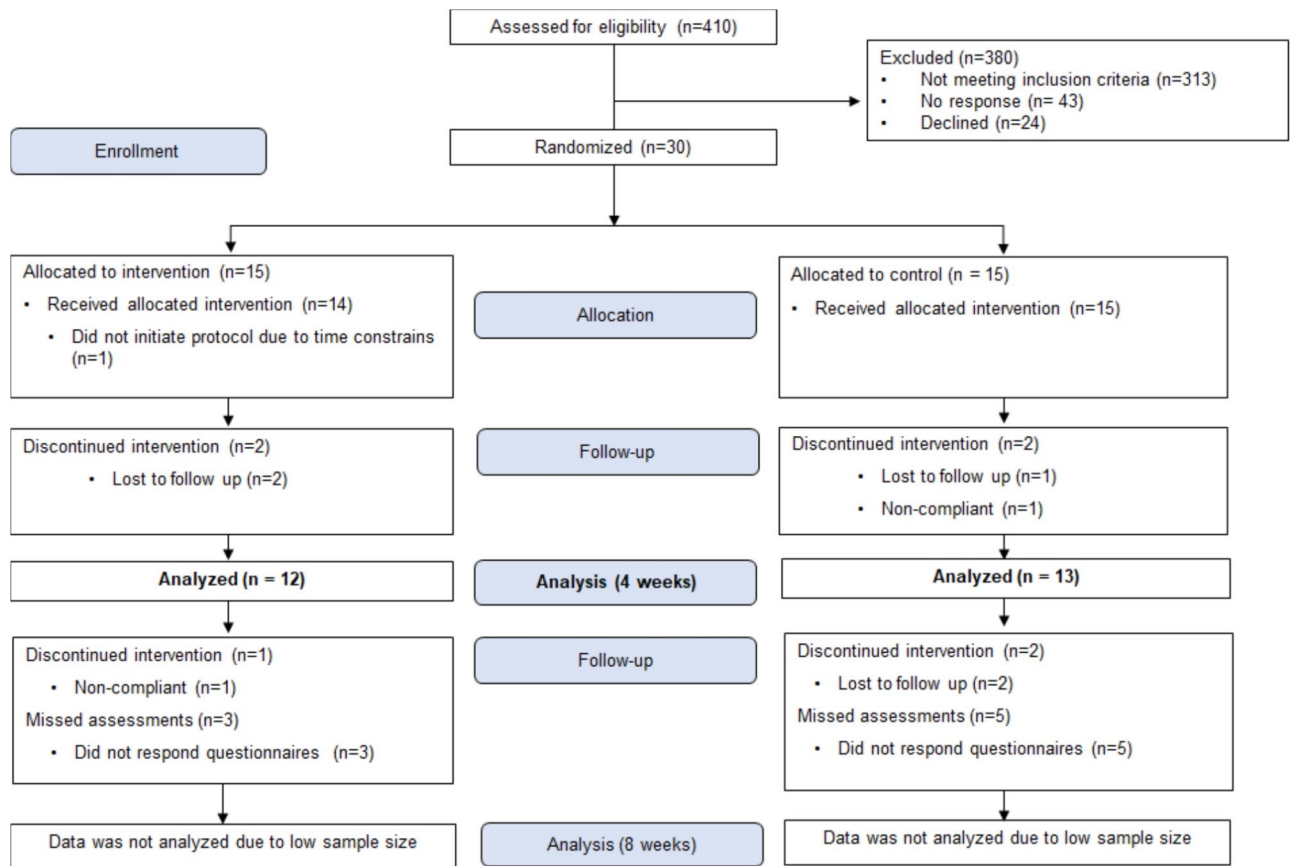 Assessed for eligibility (n=410)
Excluded (n=380)
• Not meeting inclusion criteria (n=313)
• No response (n= 43)
• Declined (n=24)
Enrollment
Randomized (n=30)
Allocated to intervention (n=15)
• Received allocated intervention (n=14)
• Did not initiate protocol due to time constrains
(n=1)
Allocation
Allocated to control (n = 15)
• Received allocated intervention (n=15)
Discontinued intervention (n=2)
• Lost to follow up (n=2)
Follow-up
Discontinued intervention (n=2)
• Lost to follow up (n=1)
• Non-compliant (n=1)
Analyzed (n = 12)
Analysis (4 weeks)
Analyzed (n = 13)
Discontinued intervention (n=1)
• Non-compliant (n=1)
Missed assessments (n=3)
• Did not respond questionnaires (n=3)
Follow-up
Discontinued intervention (n=2)
• Lost to follow up (n=2)
Missed assessments (n=5)
• Did not respond questionnaires (n=5)
Data was not analyzed due to low sample size
Analysis (8 weeks)
Data was not analyzed due to low sample size